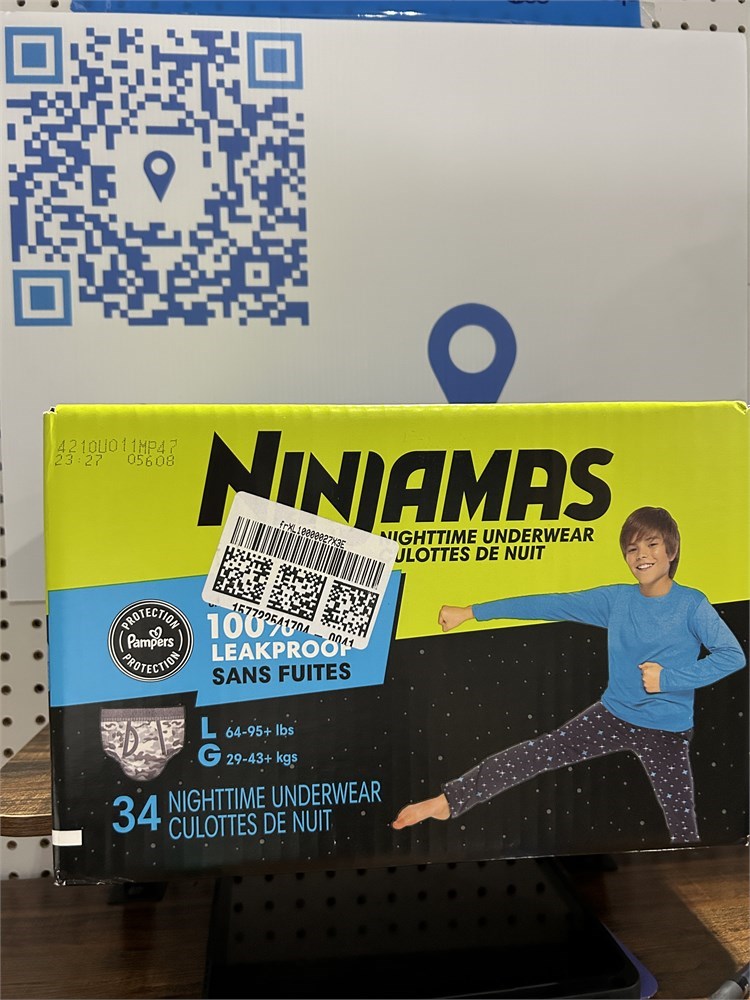 4210U011MP47
23:27 05608
NINJAMAS
NIGHTTIME UNDERWEAR
CULOTTES DE NUIT
frXL10000027X3E
PROTECTION
Pampers
PROTECTION
100%
LEAKPROOF
SANS FUITES
L 64-95+ lbs
G 29-43+ kgs
34 NIGHTTIME UNDERWEAR
CULOTTES DE NUIT